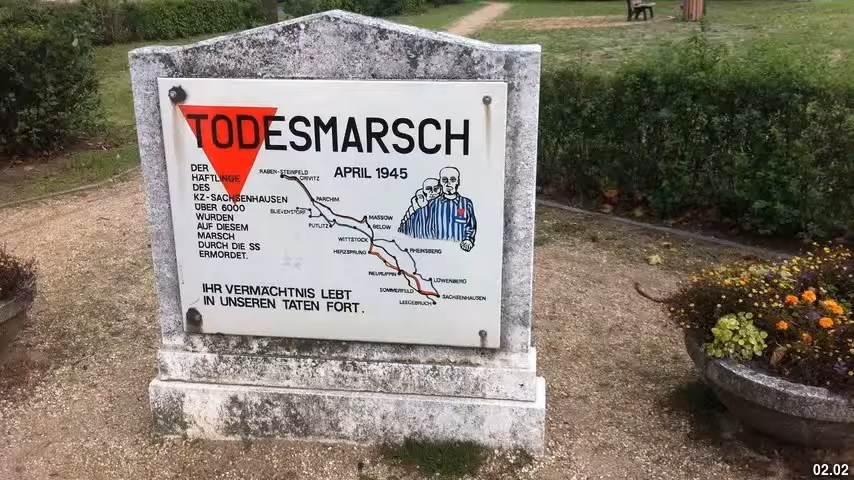 TODESMARSCH
APRIL 1945
DER
HÄFTLINGE
DES
KZ-SACHSENHAUSEN
ÜBER 6000
WURDEN
AUF DIESEM
MARSCH
DURCH DIE SS
ERMORDET.
RABEN-STEINFELD
CRIVITZ
PARCHIM
SLIEVENSTORF
PUTLITZ
MASSOW
BELOW
WITTSTOCK
HERZSPRUNG
RHEINSBERG
NEURUPPIN
LÖWENBERG
SOMMERFELD
SACHSENHAUSEN
LEEGEBRUCH
IHR VERMÄCHTNIS LEBT
IN UNSEREN TATEN FORT.
02.02